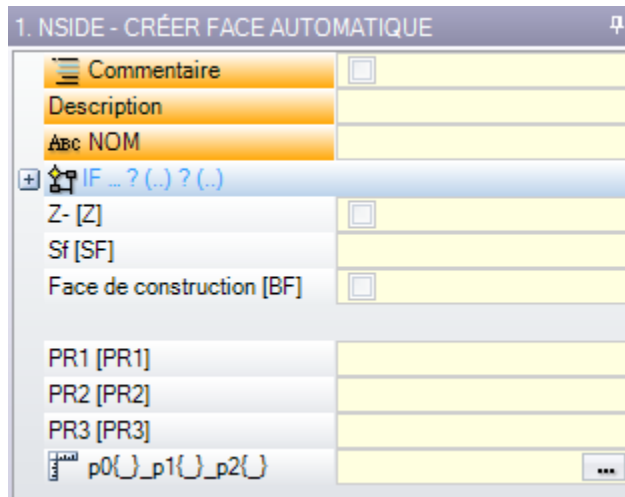 1. NSIDE - CRÉER FACE AUTOMATIQUE
Commentaire
Description
ABC NOM
IF ... ? (..) ? (..)
Z- [Z]
Sf [SF]
Face de construction [BF]
PR1 [PR1]
PR2 [PR2]
PR3 [PR3]
p0{_}_p1{_}_p2{_}
...